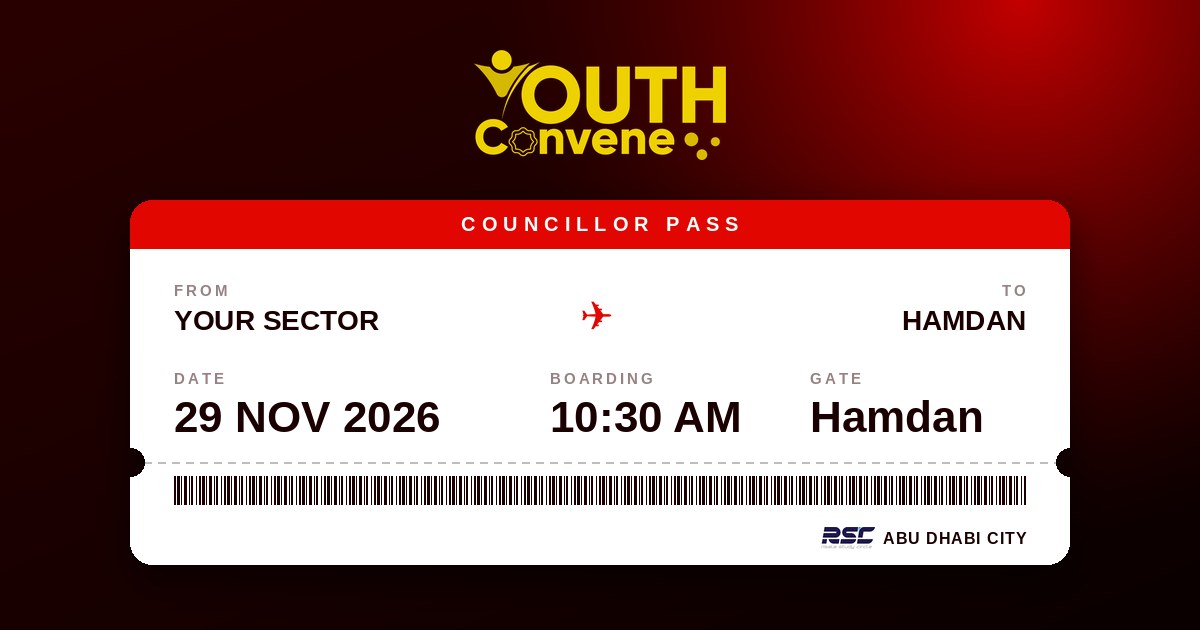 YOUTH
Convene
COUNCILLOR PASS
FROM
TO
YOUR SECTOR
HAMDAN
DATE
BOARDING
GATE
29 NOV 2026
10:30 AM
Hamdan
RSC
ABU DHABI CITY